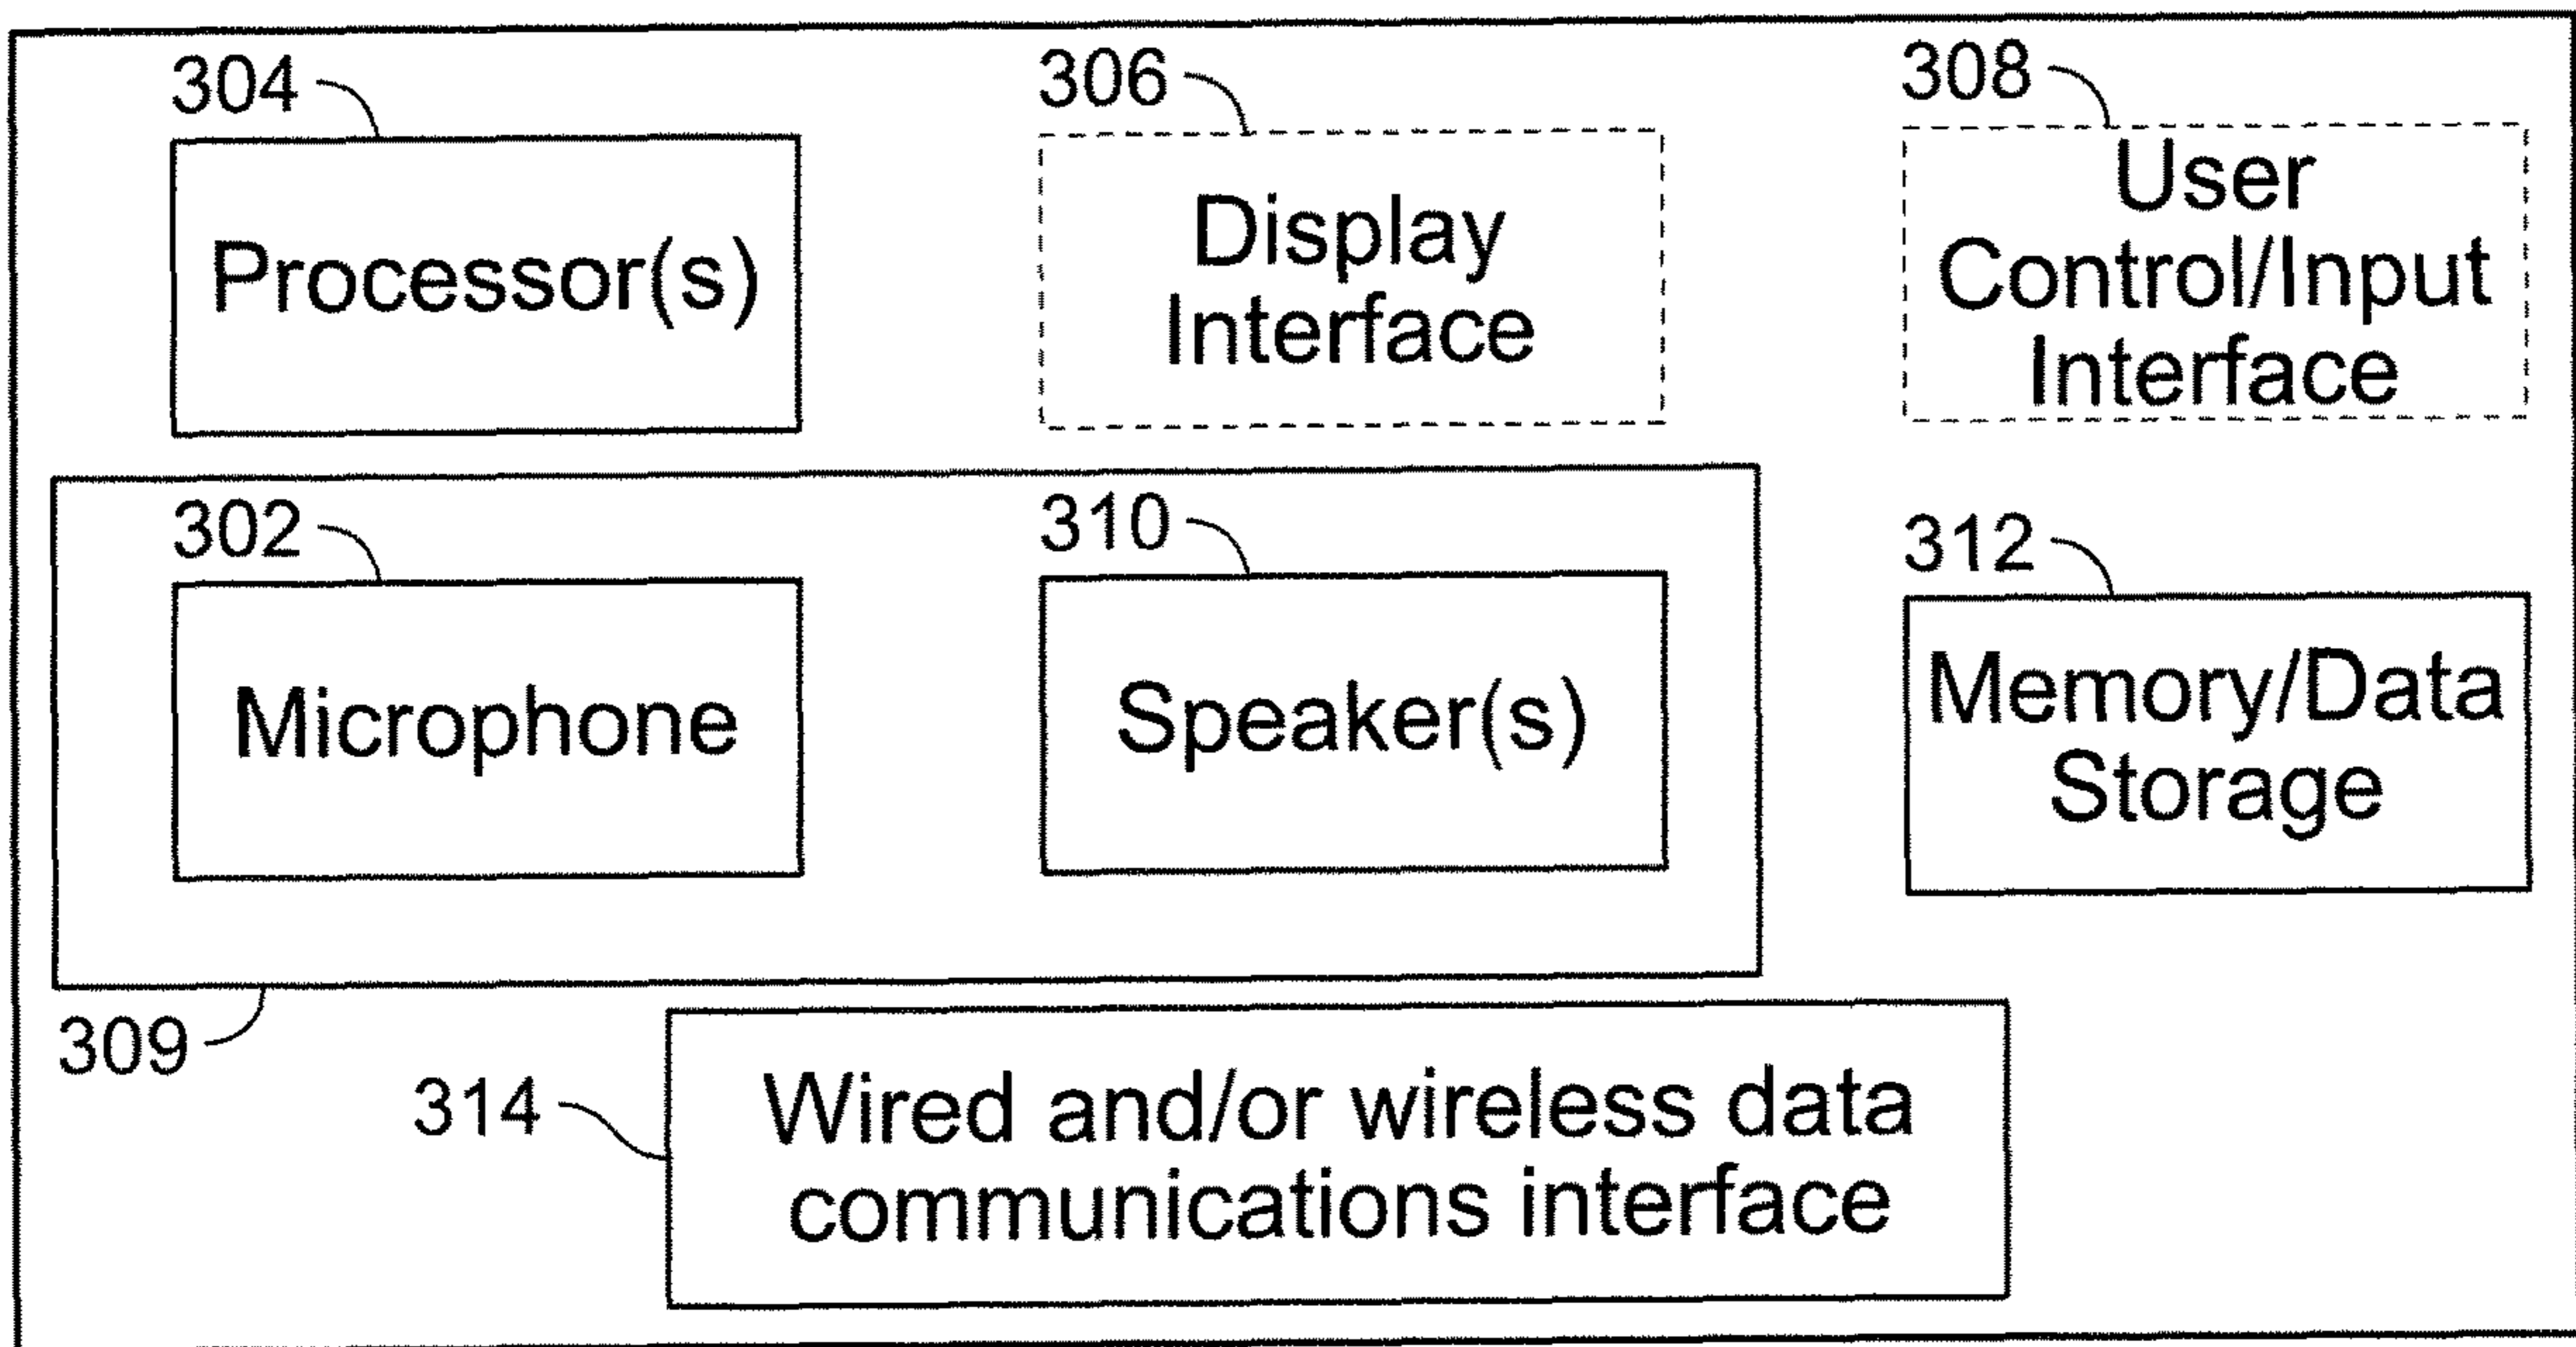 304
Processor(s)
306
Display
Interface
308
User
Control/Input
Interface
302
Microphone
310
Speaker(s)
312
Memory/Data
Storage
309
314
Wired and/or wireless data
communications interface